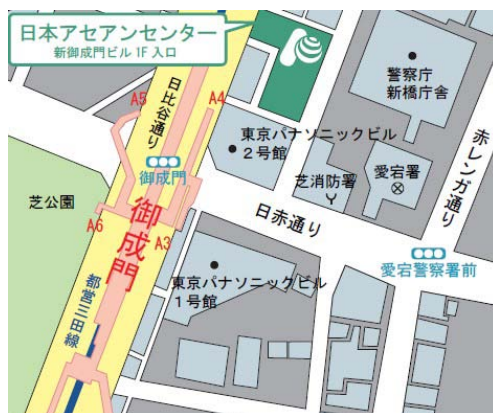 日本アセアンセンター
新御成門ビル 1F 入口
日比谷通り
A5
A4
警察庁
新橋庁舎
東京パナソニックビル
2号館
御成門
芝消防署
愛宕署
赤レンガ通り
芝公園
日赤通り
A6
A3
御成門
愛宕警察署前
東京パナソニックビル
1号館
都営三田線